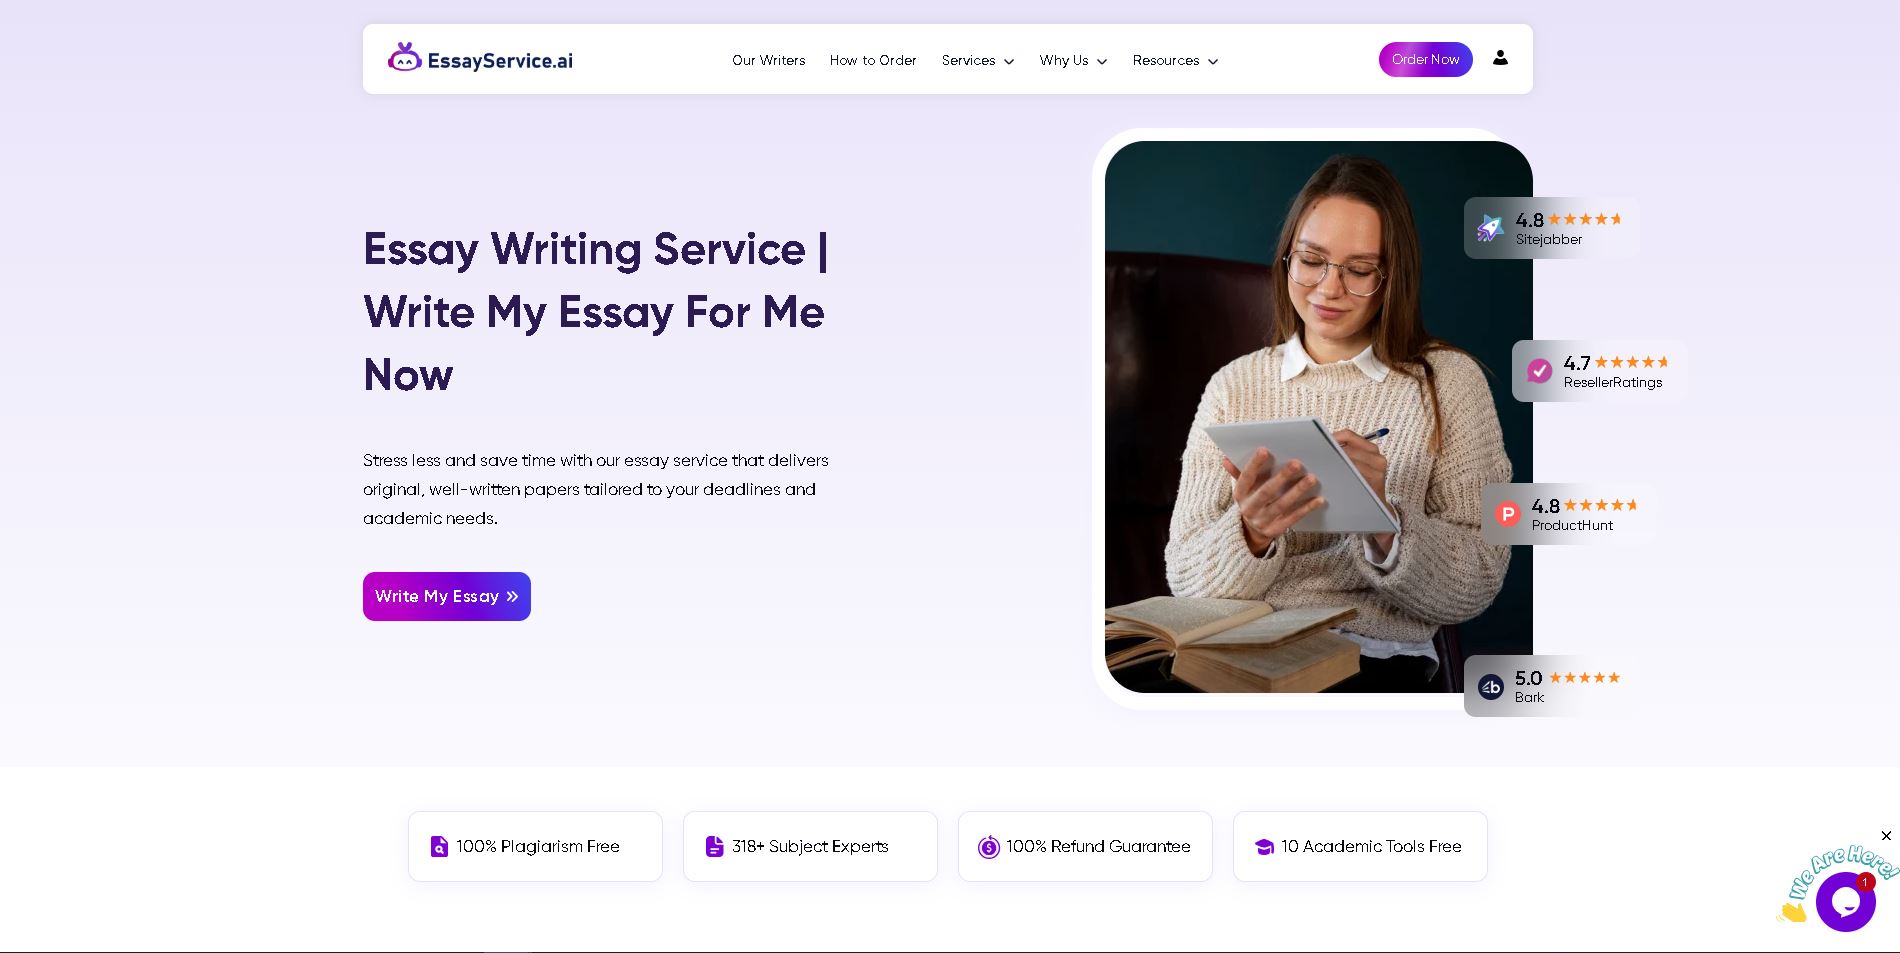 EssayService.ai
Our Writers
How to Order
Services
Why Us
Resources
Order Now
Essay Writing Service |
Write My Essay For Me
Now
Stress less and save time with our essay service that delivers
original, well-written papers tailored to your deadlines and
academic needs.
Write My Essay »
4.8
Sitejabber
4.7
ResellerRatings
P
4.8
ProductHunt
b
5.0
Bark
100% Plagiarism Free
318+ Subject Experts
$
100% Refund Guarantee
10 Academic Tools Free
We Are Here!
1